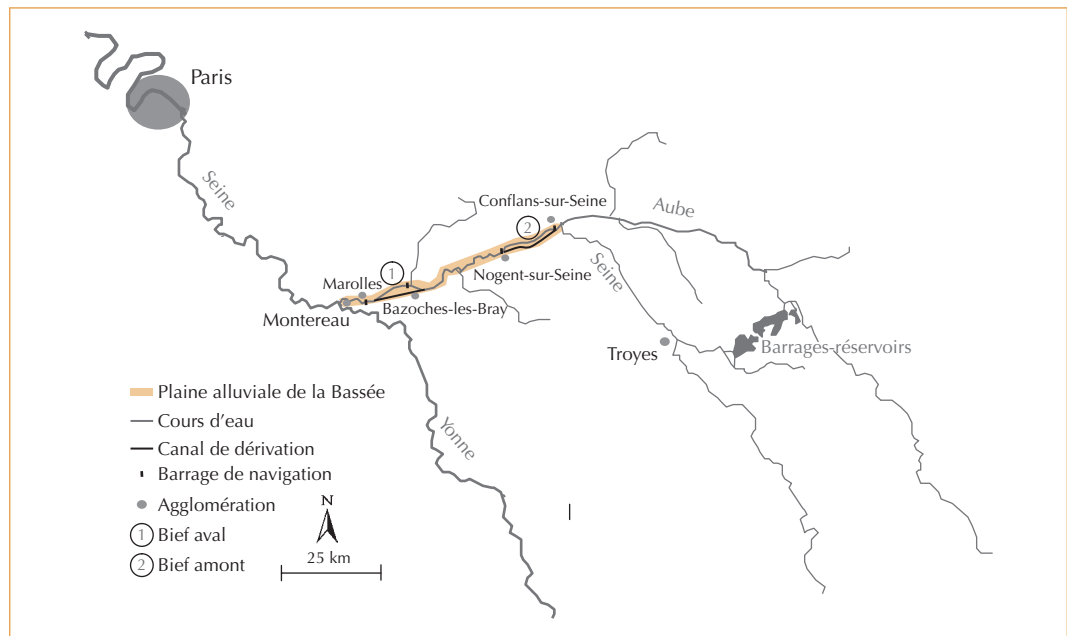 Paris
Seine
Conflans-sur-Seine
Aube
2
1
Nogent-sur-Seine
Seine
Marolles
Bazoches-les-Bray
Montereau
Troyes
Barrages-réservoirs
Yonne
Plaine alluviale de la Bassée
Cours d'eau
Canal de dérivation
Barrage de navigation
Agglomération
1 Bief aval
2 Bief amont
N
25 km